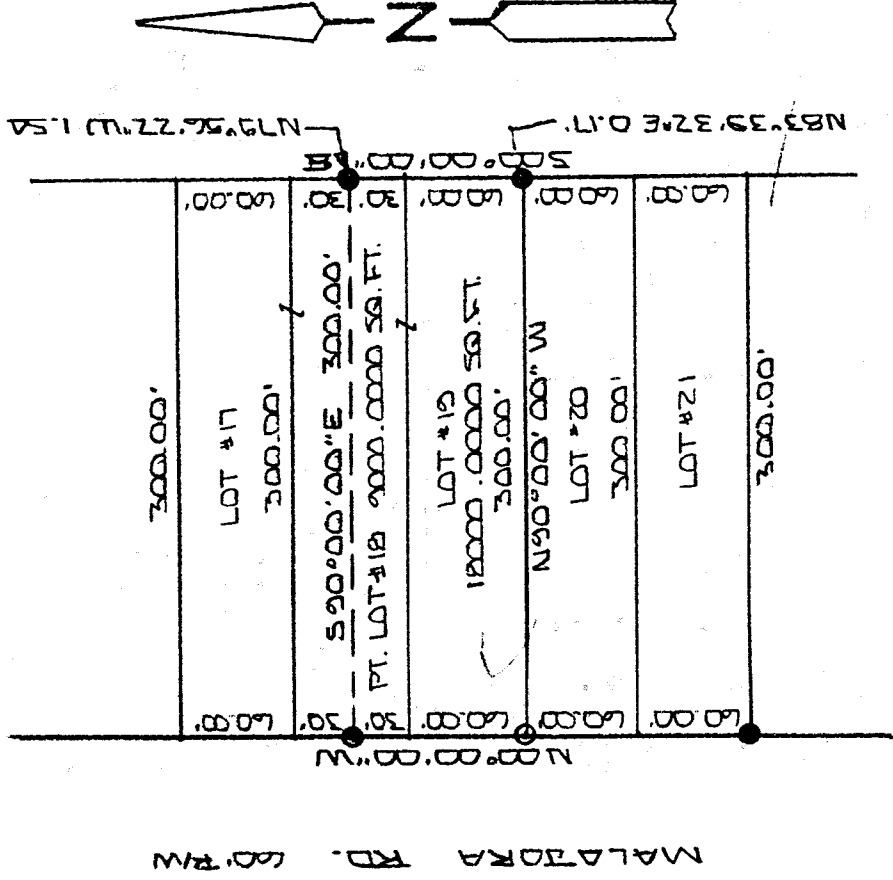 RD. 60' R/W
N00°00'00"W
60.00' 60.00' 60.00' 30' 30' 60.00'
300.00'
LOT #21
300.00'
LOT #20
N90°00'00"W
300.00'
18000.0000 SQ.FT.
LOT #19
PT. LOT #18 9000.0000 SQ.FT.
S90°00'00"E 300.00'
300.00'
LOT #17
300.00'
60.00' 60.00' 60.00' 30' 30' 60.00'
S00°00'00"E
N83°39'32"E 0.17'
N79°56'22"W
N